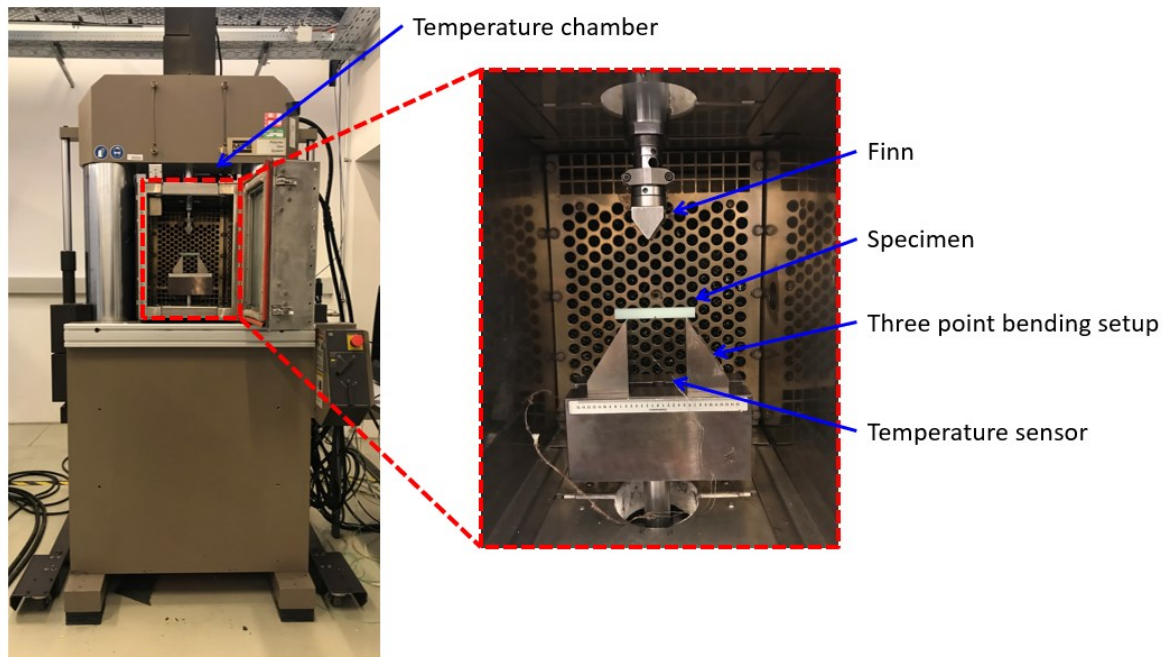 Temperature chamber
Finn
Specimen
Three point bending setup
Temperature sensor